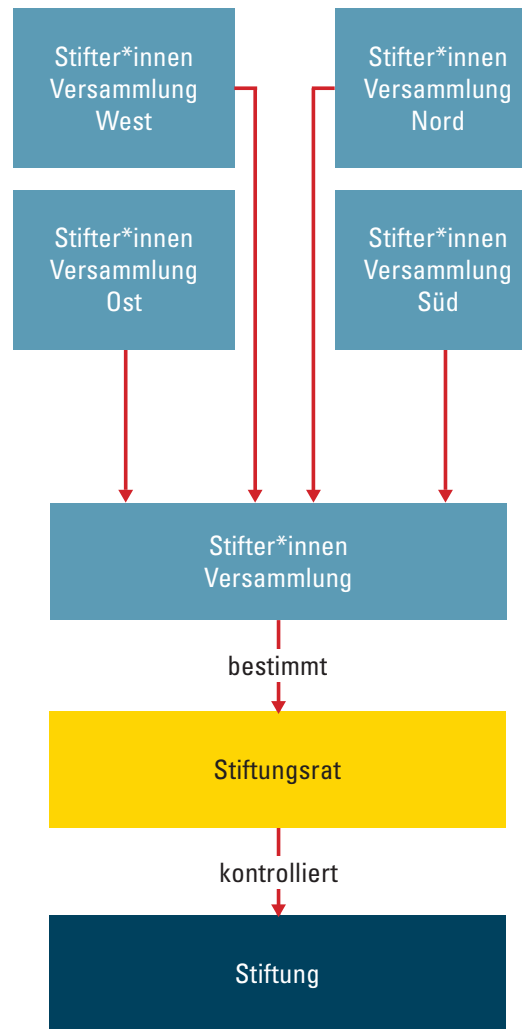 Stifter*innen
Versammlung
West
Stifter*innen
Versammlung
Nord
Stifter*innen
Versammlung
Ost
Stifter*innen
Versammlung
Süd
Stifter*innen
Versammlung
bestimmt
Stiftungsrat
kontrolliert
Stiftung